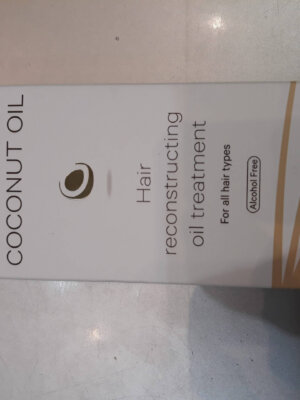 COCONUT OIL
Hair
reconstructing
oil treatment
For all hair types
Alcohol Free